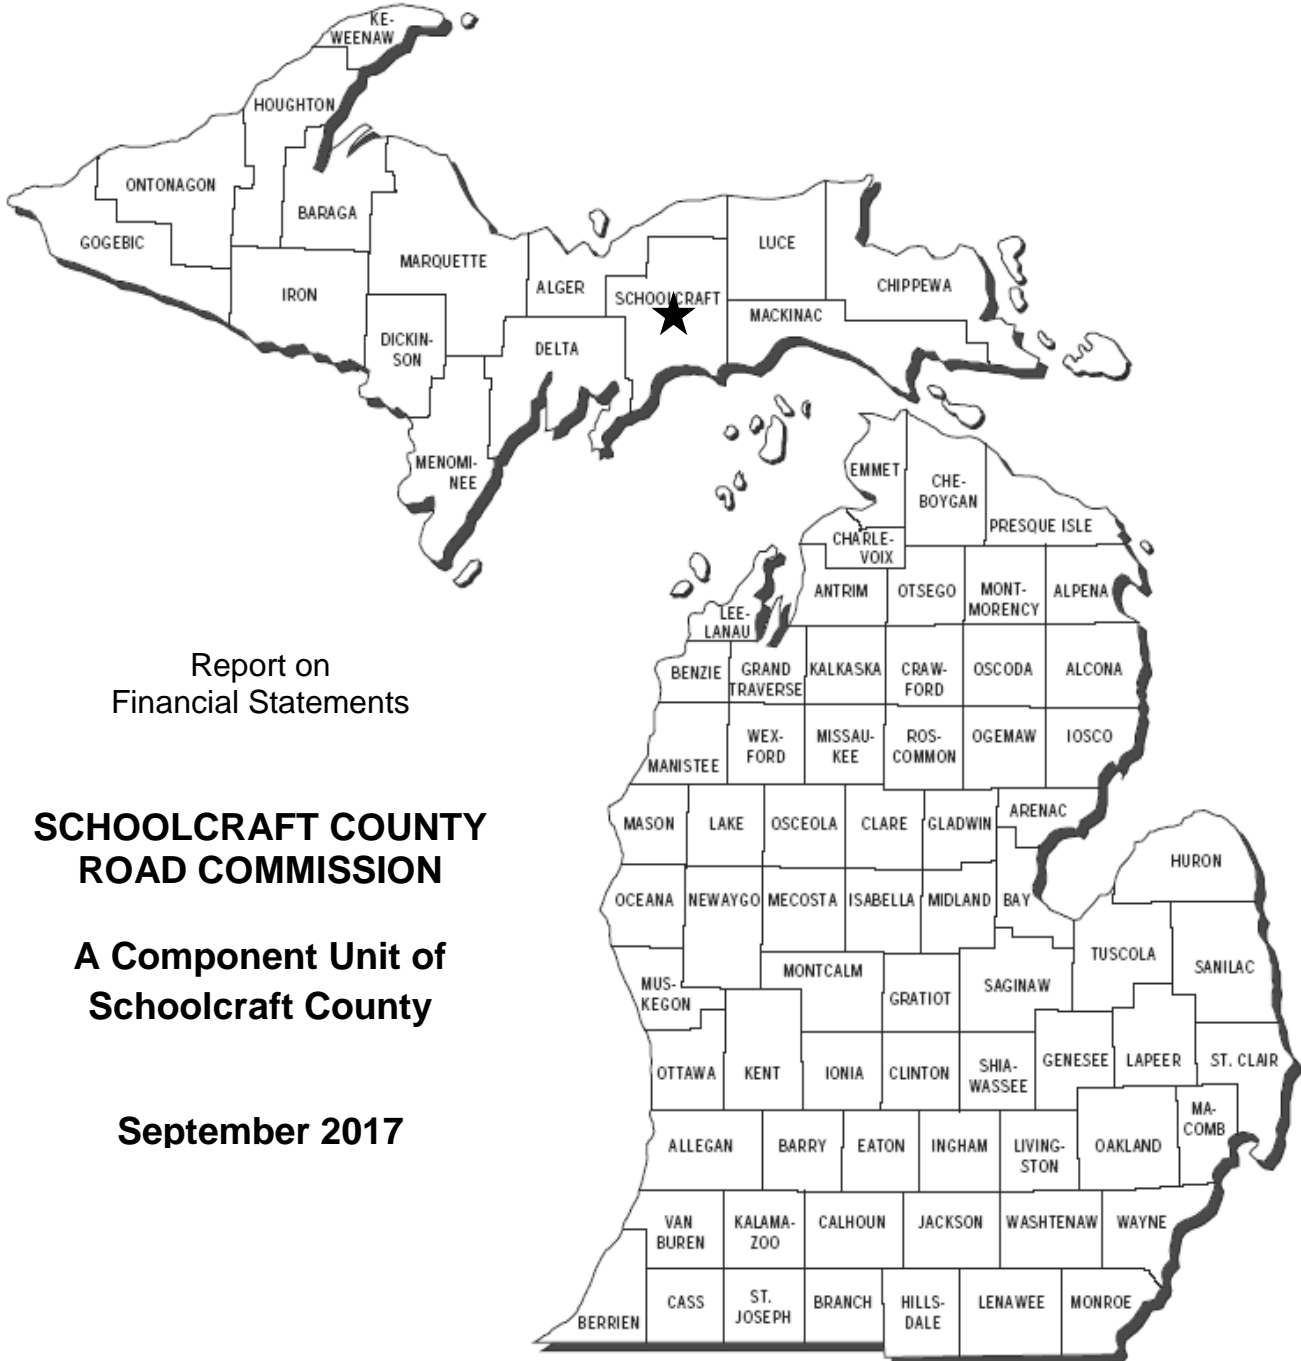 KE-
WEENAW
HOUGHTON
ONTONAGON
BARAGA
GOGEBIC
MARQUETTE
LUCE
IRON
ALGER
SCHOOLCRAFT
CHIPPEWA
MACKINAC
DICKIN-
SON
DELTA
MENOMI-
NEE
EMMET
CHE-
BOYGAN
PRESQUE ISLE
CHARLE-
VOIX
ANTRIM
OTSEGO
MONT-
MORENCY
ALPENA
LEE-
LANAU
BENZIE
GRAND
TRAVERSE
KALKASKA
CRAW-
FORD
OSCODA
ALCONA
MANISTEE
WEX-
FORD
MISSAU-
KEE
ROS-
COMMON
OGEMAW
IOSCO
MASON
LAKE
OSCEOLA
CLARE
GLADWIN
ARENAC
HURON
OCEANA
NEWAYGO
MECOSTA
ISABELLA
MIDLAND
BAY
TUSCOLA
SANILAC
MUS-
KEGON
MONTCALM
GRATIOT
SAGINAW
OTTAWA
KENT
IONIA
CLINTON
SHIA-
WASSEE
GENESEE
LAPEER
ST. CLAIR
ALLEGAN
BARRY
EATON
INGHAM
LIVING-
STON
OAKLAND
MA-
COMB
VAN
BUREN
KALAMA-
ZOO
CALHOUN
JACKSON
WASHTENAW
WAYNE
BERRIEN
CASS
ST.
JOSEPH
BRANCH
HILLS-
DALE
LENAWEE
MONROE
Report on
Financial Statements
SCHOOLCRAFT COUNTY
ROAD COMMISSION
A Component Unit of
Schoolcraft County
September 2017